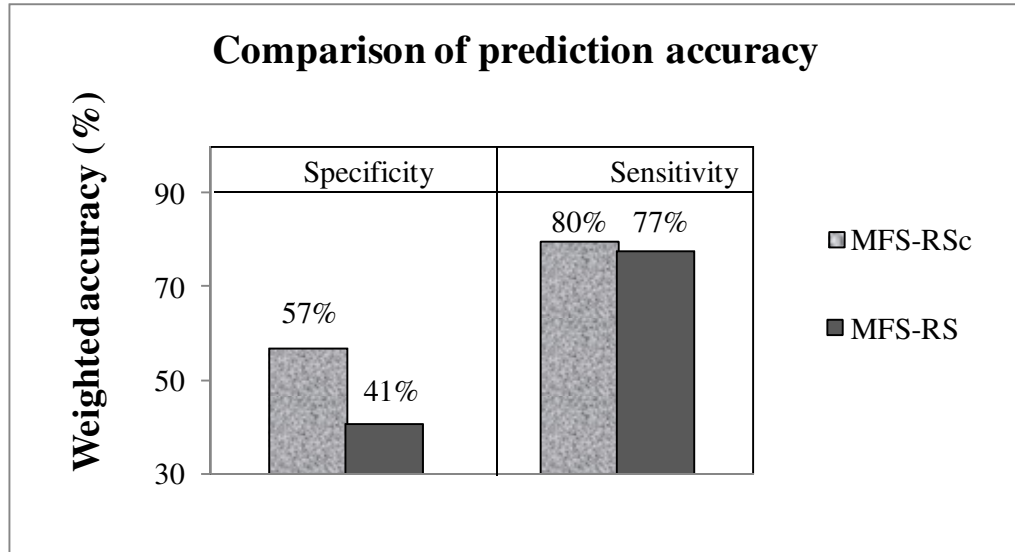 Comparison of prediction accuracy
Weighted accuracy (%)
Specificity
Sensitivity
90
70
50
30
57%
41%
80%
77%
MFS-RSc
MFS-RS